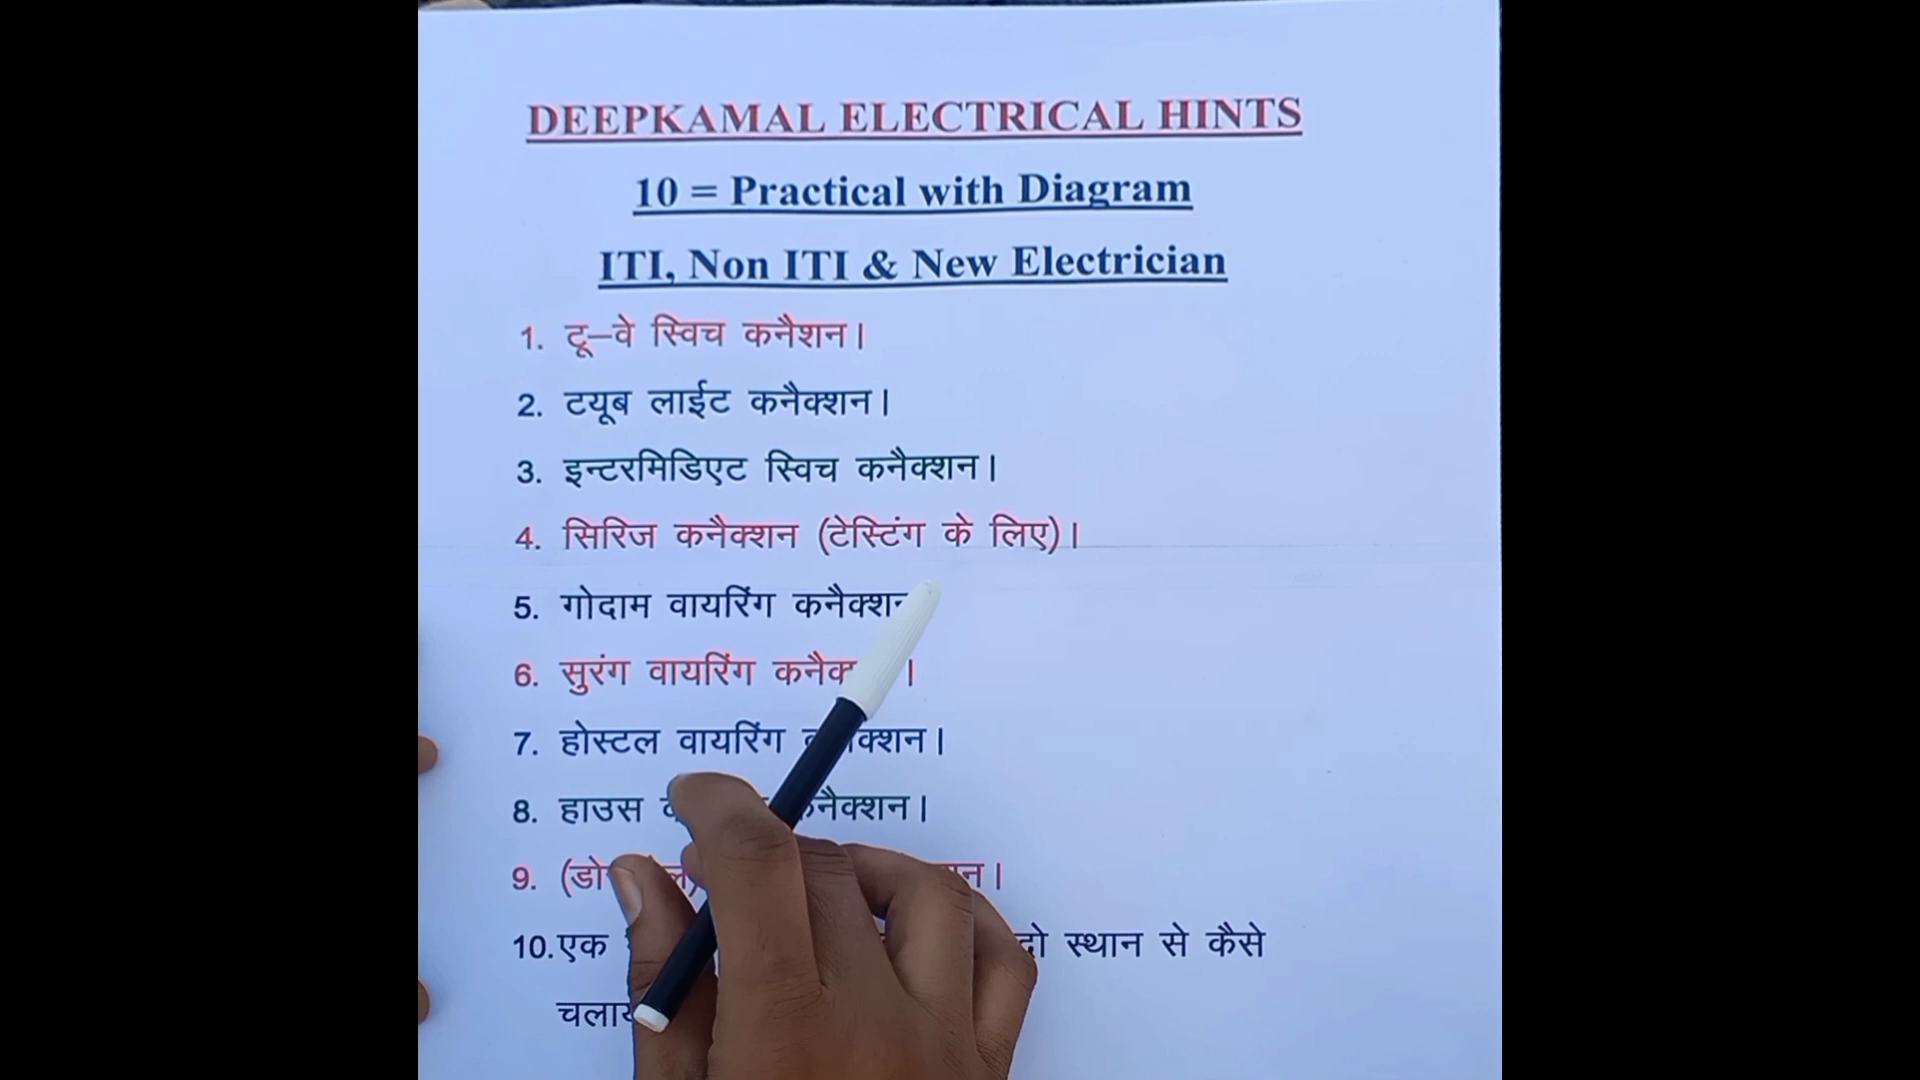 DEEPKAMAL ELECTRICAL HINTS
10 = Practical with Diagram
ITI, Non ITI & New Electrician
1. टू–वे स्विच कनैशन।
2. टयूब लाईट कनैक्शन।
3. इन्टरमिडिएट स्विच कनैक्शन।
4. सिरिज कनैक्शन (टेस्टिंग के लिए)।
5. गोदाम वायरिंग कनैक्शन
6. सुरंग वायरिंग
7. होस्टल वायरिंग
8. हाउस कनैक्शन।
9.
10. एक दो स्थान से कैसे